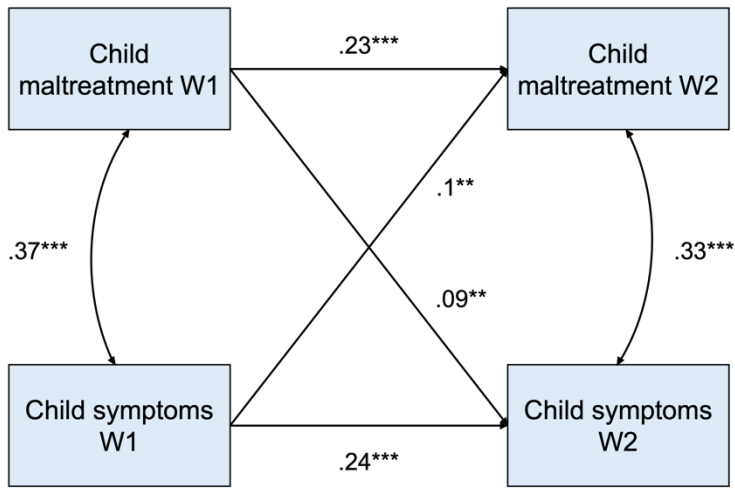 Child
maltreatment W1
.23***
Child
maltreatment W2
.1**
.37***
.33***
.09**
Child symptoms
W1
.24***
Child symptoms
W2